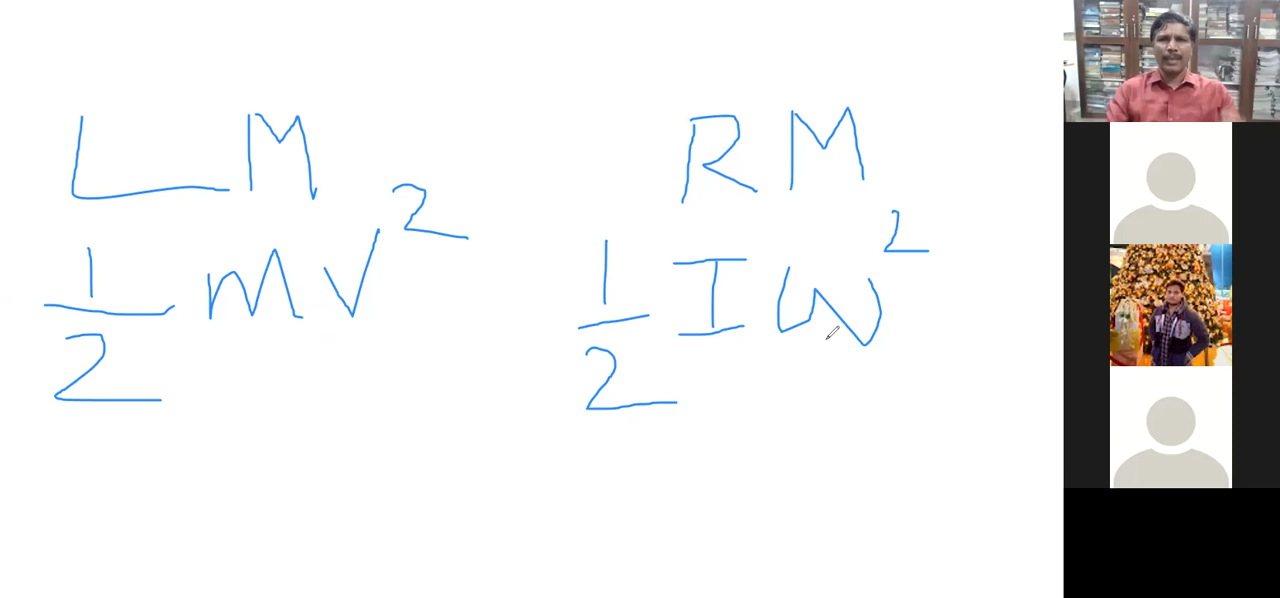 LM
RM
1/2 mv²
1/2 Iω²